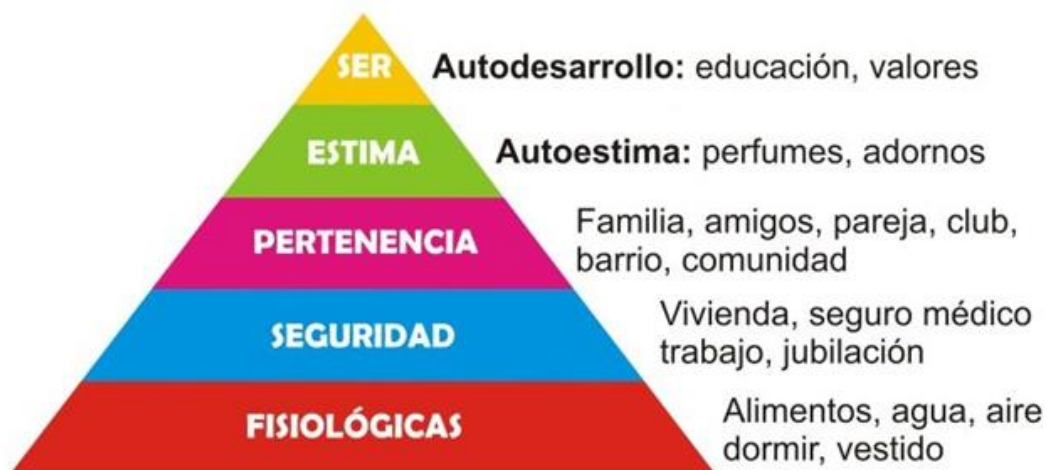 SER
Autodesarrollo: educación, valores
ESTIMA
Autoestima: perfumes, adornos
PERTENENCIA
Familia, amigos, pareja, club,
barrio, comunidad
SEGURIDAD
Vivienda, seguro médico
trabajo, jubilación
FISIOLÓGICAS
Alimentos, agua, aire
dormir, vestido